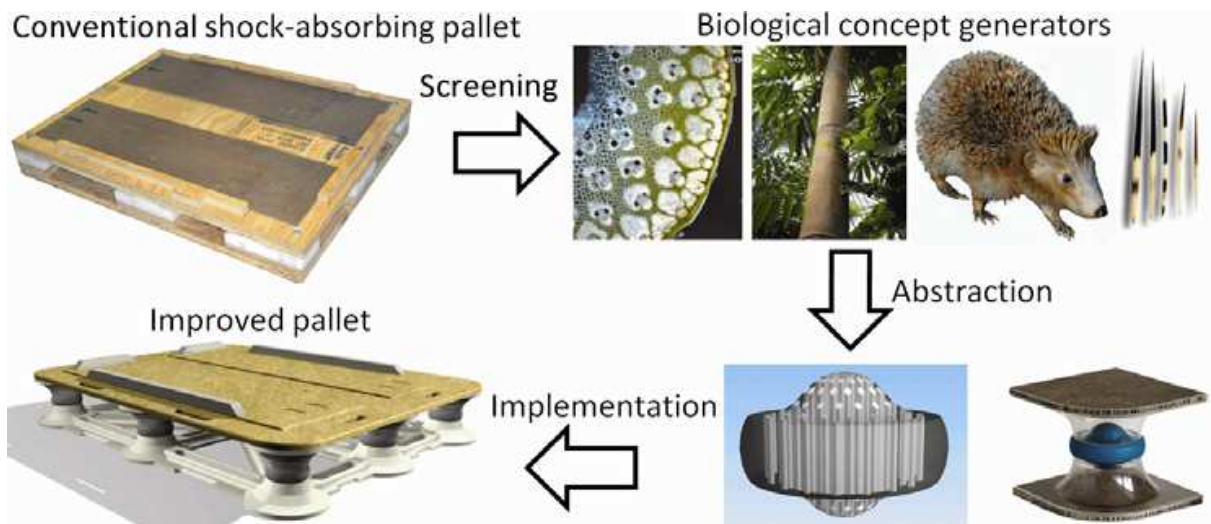 Conventional shock-absorbing pallet
Biological concept generators
Screening
Abstraction
Improved pallet
Implementation